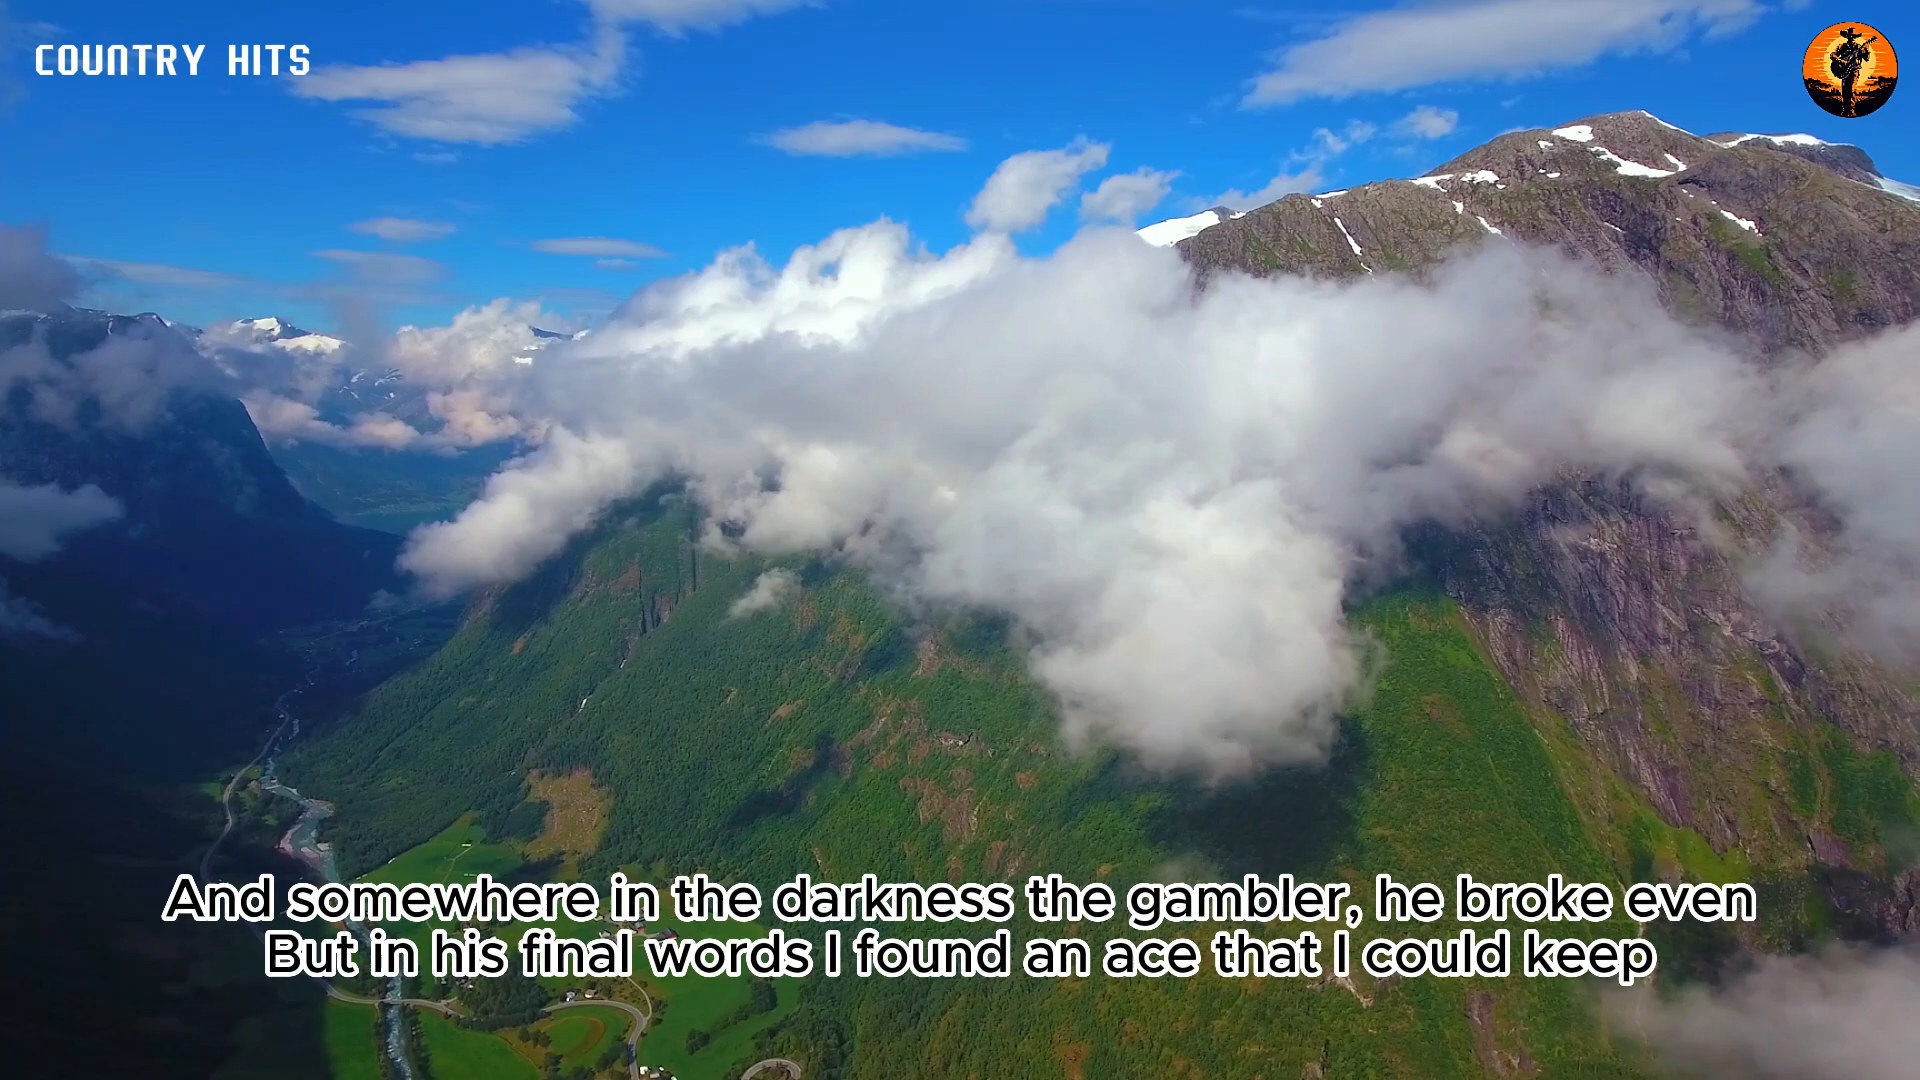 COUNTRY HITS
And somewhere in the darkness the gambler, he broke even
But in his final words I found an ace that I could keep